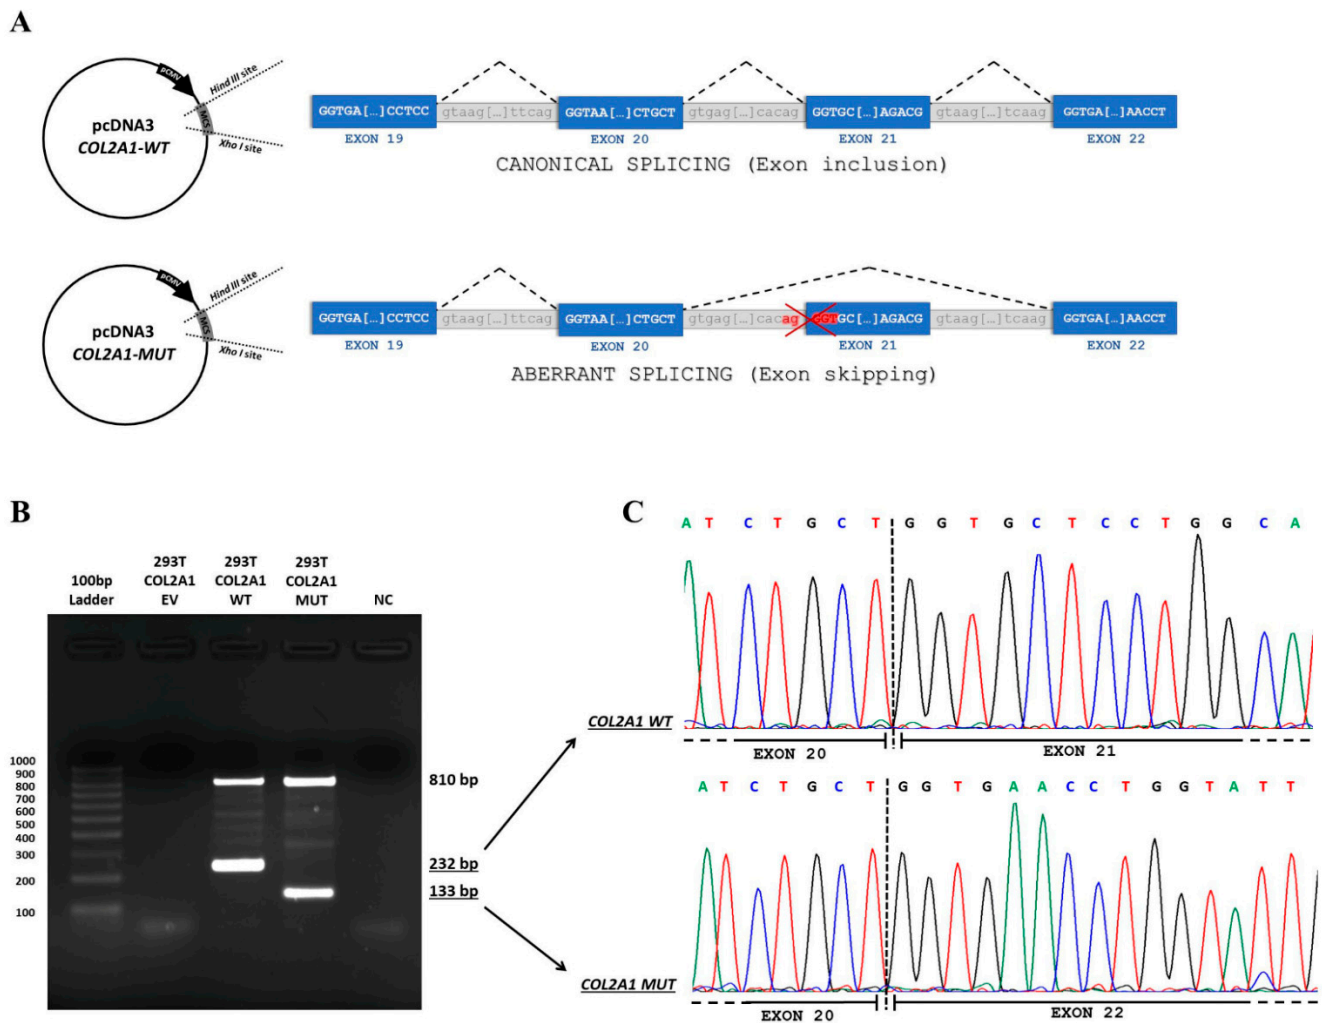 A
pCMV
Hind III site
MCS
pcDNA3
COL2A1-WT
Xho I site
GGTGA[…]CCTCC gtaag[…]ttcag GGTAA[…]CTGCT gtgag[…]cacag GGTGC[…]AGACG gtaag[…]tcaag GGTGA[…]AACCT
EXON 19 EXON 20 EXON 21 EXON 22
CANONICAL SPLICING (Exon inclusion)
pCMV
Hind III site
MCS
pcDNA3
COL2A1-MUT
Xho I site
GGTGA[…]CCTCC gtaag[…]ttcag GGTAA[…]CTGCT gtgag[…]cacag GGTGC[…]AGACG gtaag[…]tcaag GGTGA[…]AACCT
EXON 19 EXON 20 EXON 21 EXON 22
ABERRANT SPLICING (Exon skipping)
B
100bp Ladder
293T COL2A1 EV
293T COL2A1 WT
293T COL2A1 MUT
NC
1000
900
800
700
600
500
400
300
200
100
810 bp
232 bp
133 bp
C
A T C T G C T G G T G C T C C T G G C A
COL2A1 WT
EXON 20 EXON 21
A T C T G C T G G T G A A C C T G G T A T T
COL2A1 MUT
EXON 20 EXON 22